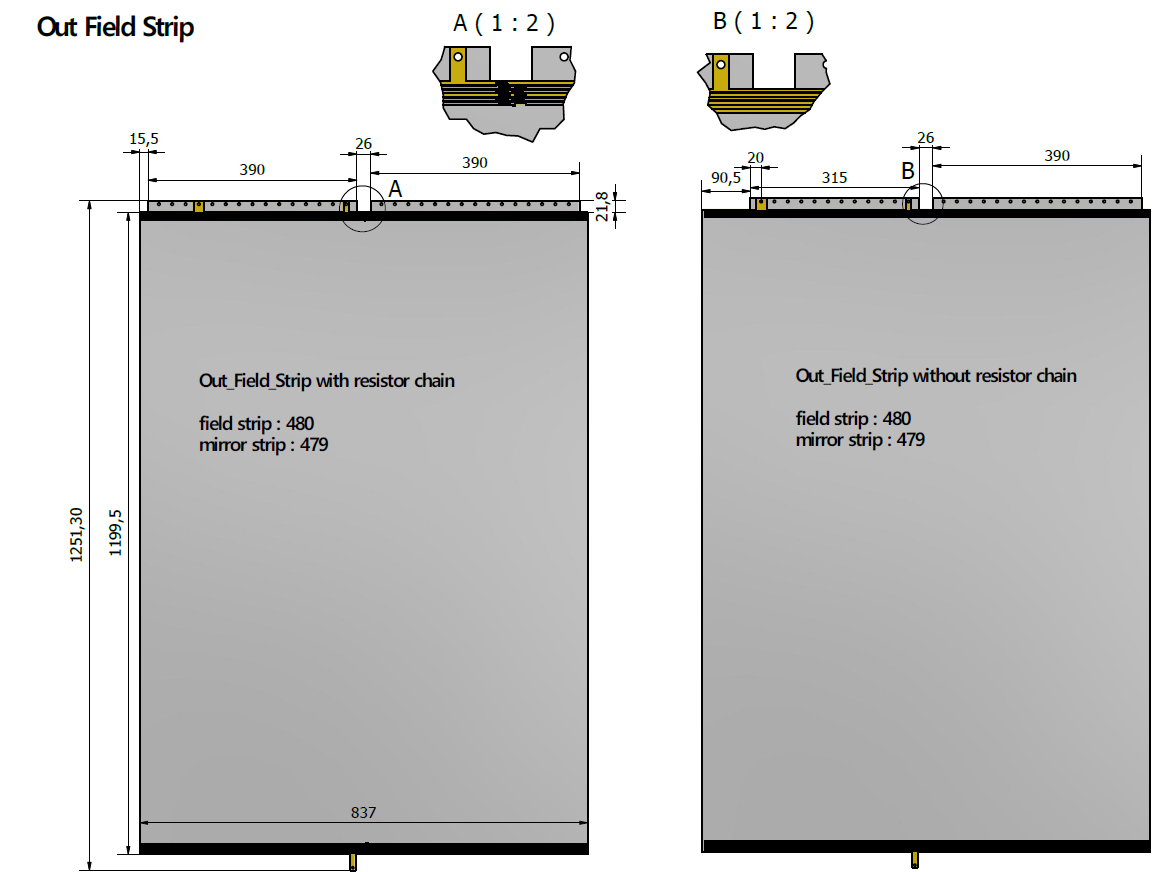 Out Field Strip
A ( 1 : 2 )
B ( 1 : 2 )
15,5
26
390
390
A
21,8
26
20
390
90,5
315
B
Out_Field_Strip with resistor chain
field strip : 480
mirror strip : 479
Out_Field_Strip without resistor chain
field strip : 480
mirror strip : 479
1251,30
1199,5
837